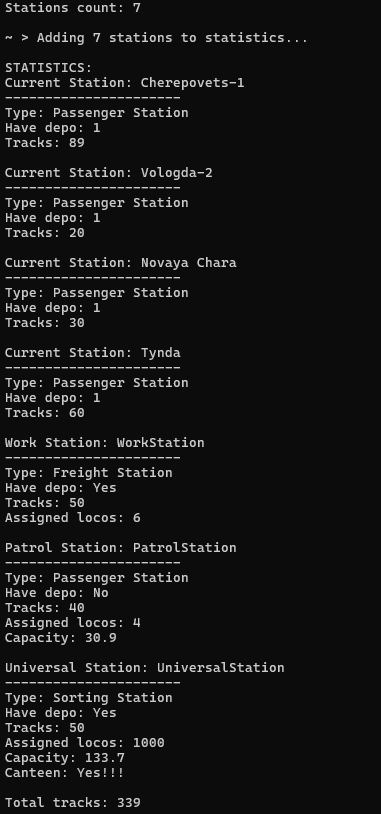 Stations count: 7
~ > Adding 7 stations to statistics...
STATISTICS:
Current Station: Cherepovets-1
----------------------
Type: Passenger Station
Have depo: 1
Tracks: 89
Current Station: Vologda-2
----------------------
Type: Passenger Station
Have depo: 1
Tracks: 20
Current Station: Novaya Chara
----------------------
Type: Passenger Station
Have depo: 1
Tracks: 30
Current Station: Tynda
----------------------
Type: Passenger Station
Have depo: 1
Tracks: 60
Work Station: WorkStation
----------------------
Type: Freight Station
Have depo: Yes
Tracks: 50
Assigned locos: 6
Patrol Station: PatrolStation
----------------------
Type: Passenger Station
Have depo: No
Tracks: 40
Assigned locos: 4
Capacity: 30.9
Universal Station: UniversalStation
----------------------
Type: Sorting Station
Have depo: Yes
Tracks: 50
Assigned locos: 1000
Capacity: 133.7
Canteen: Yes!!!
Total tracks: 339